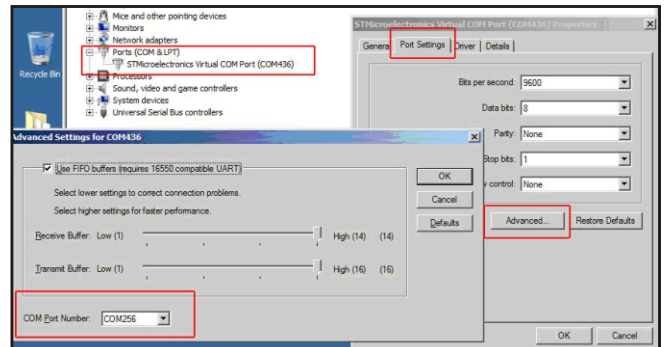 Mice and other pointing devices
Monitors
Network adapters
Ports (COM & LPT)
STMicroelectronics Virtual COM Port (COM436)
Processors
Sound, video and game controllers
System devices
Universal Serial Bus controllers
Recycle Bin
STMicroelectronics Virtual COM Port (COM436) Properties
General Port Settings Driver Details
Bits per second: 9600
Data bits: 8
Parity: None
Stop bits: 1
control: None
Advanced... Restore Defaults
OK Cancel
Advanced Settings for COM436
Use FIFO buffers (requires 16550 compatible UART)
Select lower settings to correct connection problems.
Select higher settings for faster performance.
Receive Buffer: Low (1) High (14) (14)
Transmit Buffer: Low (1) High (16) (16)
COM Port Number: COM256
OK
Cancel
Defaults